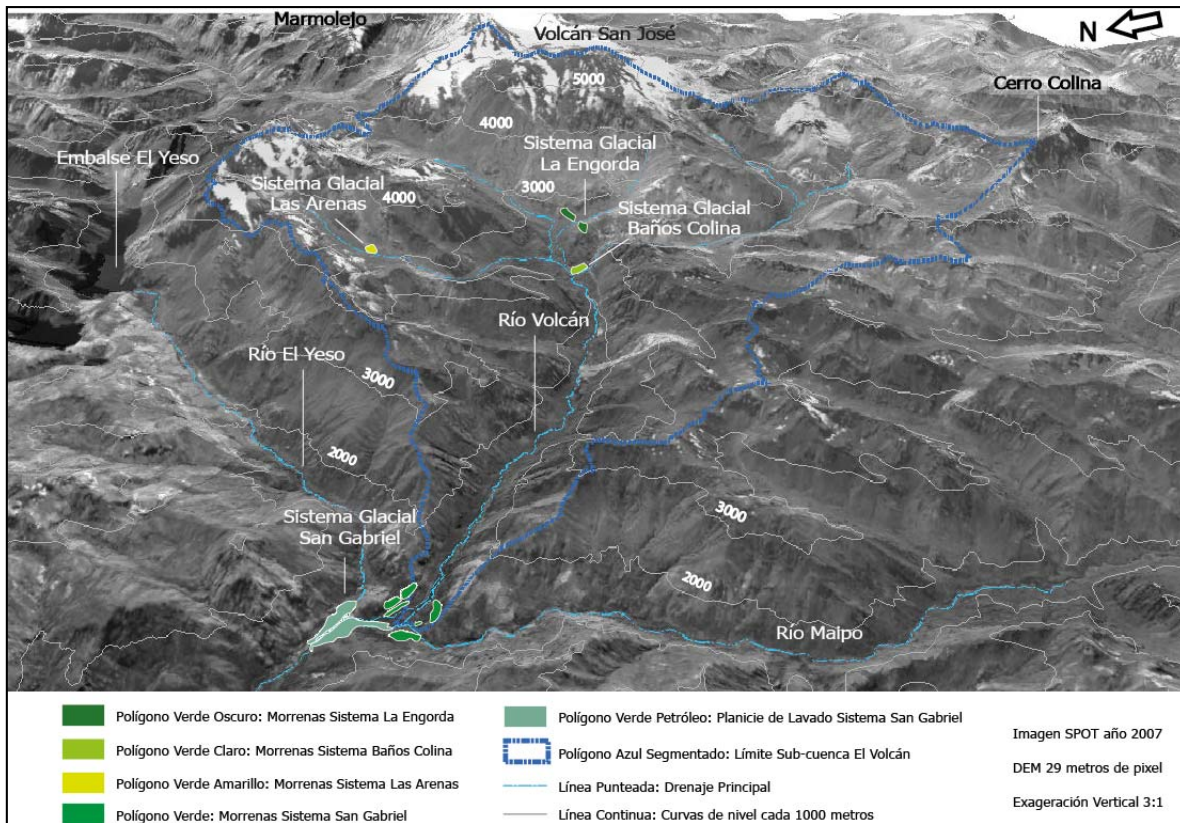 Marmolejo
Volcán San José
N
5000
Cerro Colina
4000
Sistema Glacial
La Engorda
Embalse El Yeso
Sistema Glacial
Las Arenas
4000
3000
Sistema Glacial
Baños Colina
Río Volcán
Río El Yeso
3000
2000
Sistema Glacial
San Gabriel
3000
2000
Río Maipo
Polígono Verde Oscuro: Morrenas Sistema La Engorda
Polígono Verde Claro: Morrenas Sistema Baños Colina
Polígono Verde Amarillo: Morrenas Sistema Las Arenas
Polígono Verde: Morrenas Sistema San Gabriel
Polígono Verde Petróleo: Planicie de Lavado Sistema San Gabriel
Polígono Azul Segmentado: Límite Sub-cuenca El Volcán
Línea Punteada: Drenaje Principal
Línea Continua: Curvas de nivel cada 1000 metros
Imagen SPOT año 2007
DEM 29 metros de pixel
Exageración Vertical 3:1